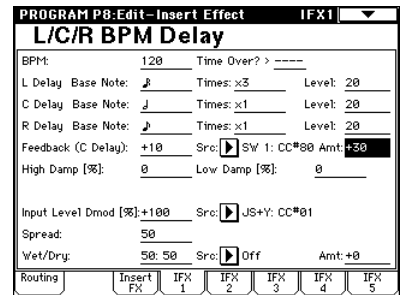 PROGRAM P8:Edit-Insert Effect IFX1
L/C/R BPM Delay
BPM: 120 Time Over? > ----
L Delay Base Note: ♪ Times: x3 Level: 20
C Delay Base Note: 𝅗𝅥 Times: x1 Level: 20
R Delay Base Note: ♪ Times: x1 Level: 20
Feedback (C Delay): +10 Src: SW 1: CC#80 Amt: +30
High Damp [%]: 0 Low Damp [%]: 0
Input Level Dmod [%]: +100 Src: JS+Y: CC#01
Spread: 50
Wet/Dry: 50: 50 Src: Off Amt: +0
Routing Insert FX IFX 1 IFX 2 IFX 3 IFX 4 IFX 5